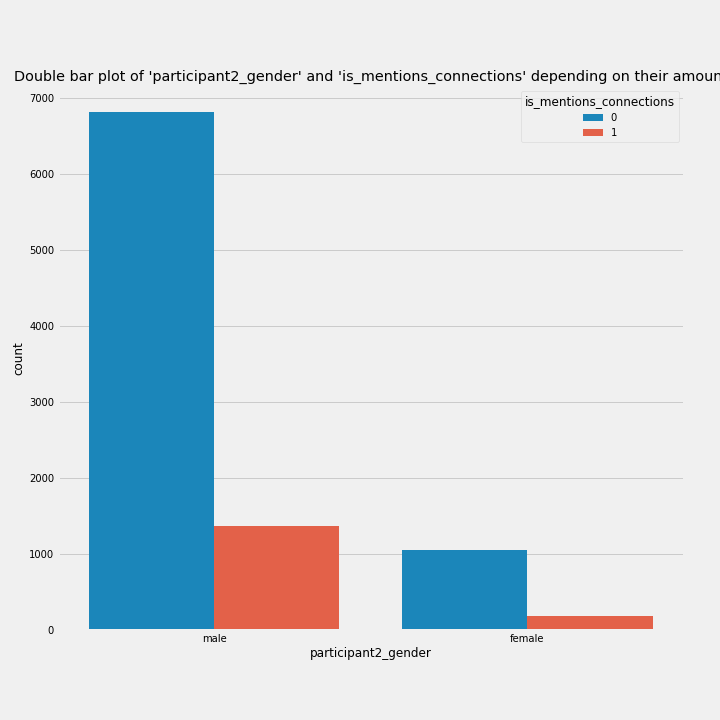 Double bar plot of 'participant2_gender' and 'is_mentions_connections' depending on their amoun
is_mentions_connections
0
1
7000
6000
5000
4000
3000
2000
1000
0
count
male
female
participant2_gender